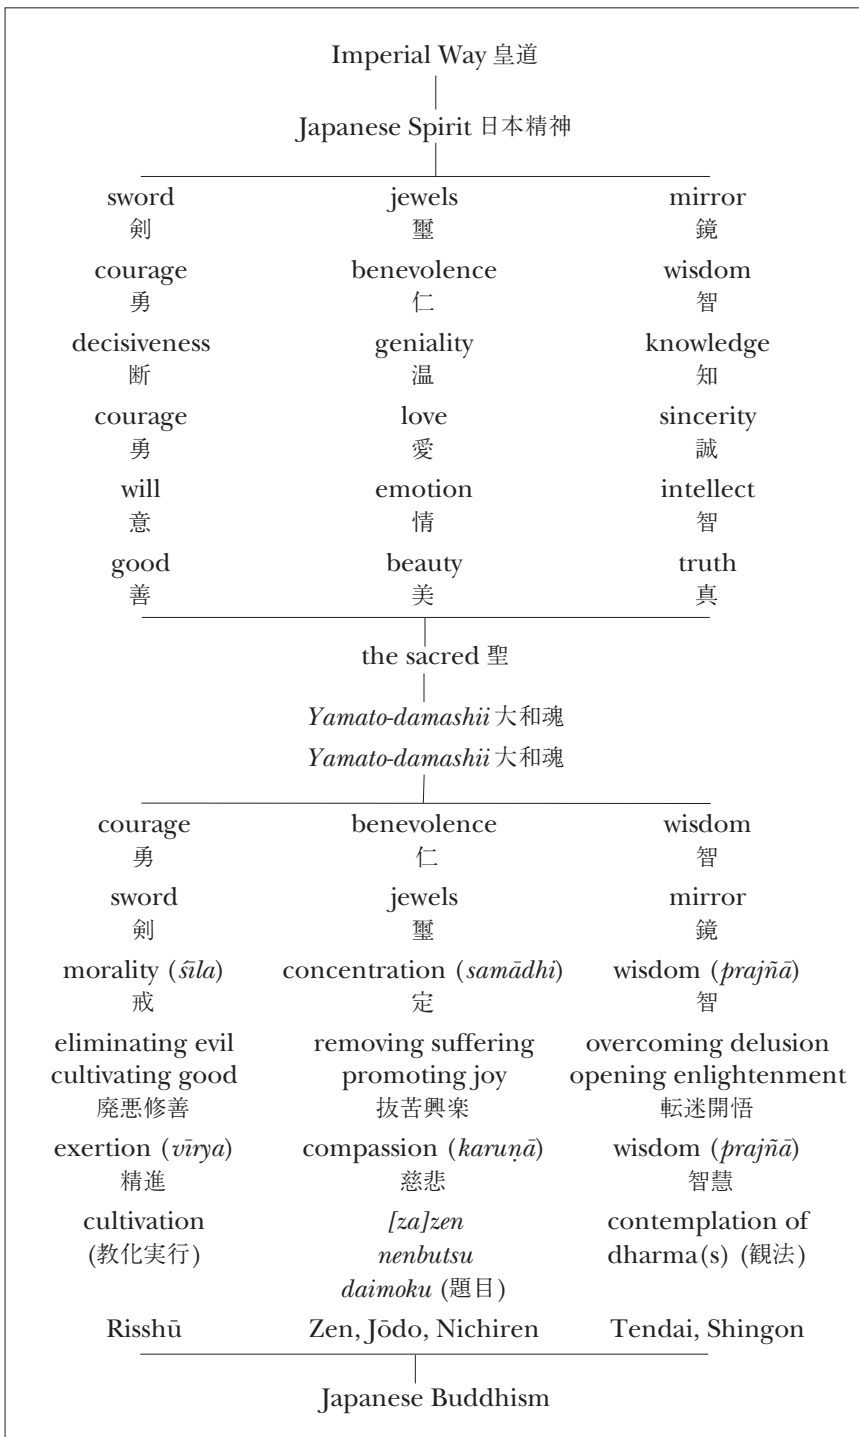 Imperial Way 皇道
Japanese Spirit 日本精神
sword jewels mirror
剣 璽 鏡
courage benevolence wisdom
勇 仁 智
decisiveness geniality knowledge
断 温 知
courage love sincerity
勇 愛 誠
will emotion intellect
意 情 智
good beauty truth
善 美 真
the sacred 聖
Yamato-damashii 大和魂
Yamato-damashii 大和魂
courage benevolence wisdom
勇 仁 智
sword jewels mirror
剣 璽 鏡
morality (śīla) concentration (samādhi) wisdom (prajñā)
戒 定 智
eliminating evil removing suffering overcoming delusion
cultivating good promoting joy opening enlightenment
廃悪修善 抜苦興楽 転迷開悟
exertion (vīrya) compassion (karuṇā) wisdom (prajñā)
精進 慈悲 智慧
cultivation [za]zen contemplation of
(教化実行) nenbutsu dharma(s) (観法)
daimoku (題目)
Risshū Zen, Jōdo, Nichiren Tendai, Shingon
Japanese Buddhism